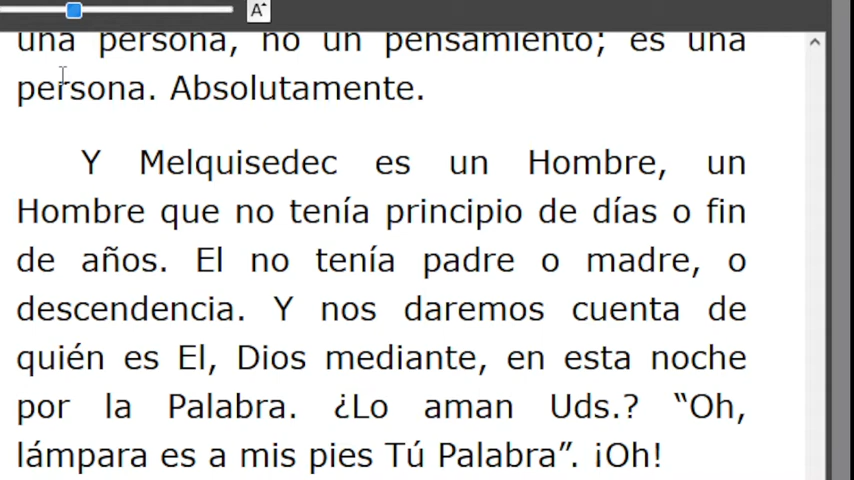 A
una persona, no un pensamiento; es una
persona. Absolutamente.
Y Melquisedec es un Hombre, un
Hombre que no tenía principio de días o fin
de años. El no tenía padre o madre, o
descendencia. Y nos daremos cuenta de
quién es El, Dios mediante, en esta noche
por la Palabra. ¿Lo aman Uds.? “Oh,
lámpara es a mis pies Tú Palabra”. ¡Oh!